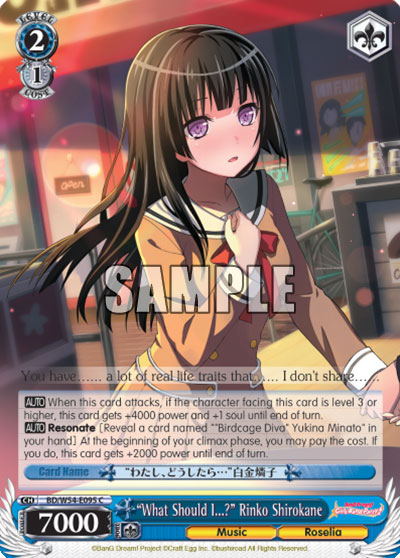 LEVEL
2
1
COST
open
SAMPLE
You have...... a lot of real life traits that...... I don't share......
AUTO When this card attacks, if the character facing this card is level 3 or
higher, this card gets +4000 power and +1 soul until end of turn.
AUTO Resonate [Reveal a card named "“Birdcage Diva” Yukina Minato" in
your hand] At the beginning of your climax phase, you may pay the cost. If
you do, this card gets +2000 power until end of turn.
Card Name
“わたし、どうしたら…”白金燐子
CH
BD/W54-E095 C
7000
“What Should I...?” Rinko Shirokane
Music
Roselia
©BanG Dream! Project ©Craft Egg Inc. ©bushiroad All Rights Reserved.